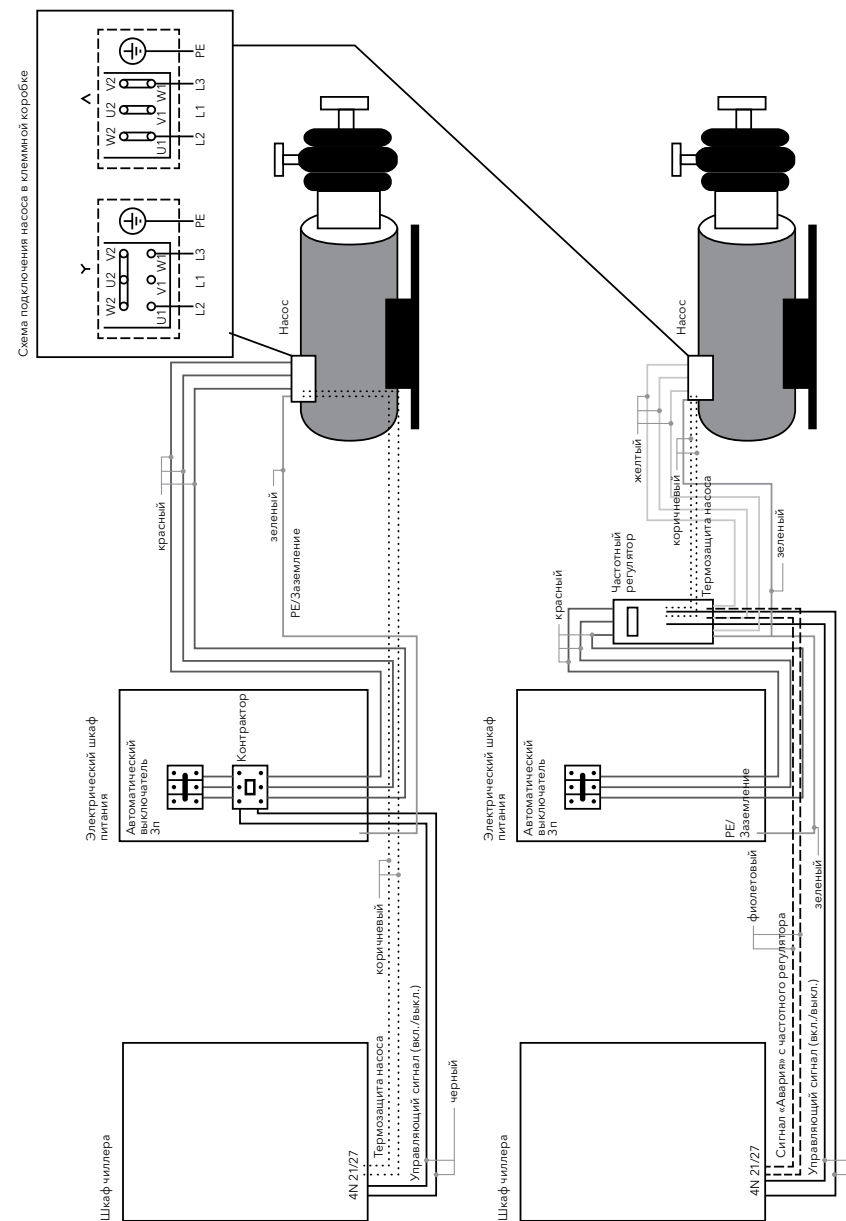 Схема подключения насоса в клеммной коробке
W2 U2 V2
U1 V1 W1
L2 L1 L3 PE
W2 U2 V2
U1 V1 W1
L2 L1 L3 PE
Шкаф чиллера
4N 21/27
Термозащита насоса
Управляющий сигнал (вкл./выкл.)
черный
коричневый
Электрический шкаф
питания
Автоматический
выключатель
3п
Контрактор
красный
зеленый
PE/Заземление
Насос
Шкаф чиллера
4N 21/27
Сигнал «Авария» с частотного регулятора
Управляющий сигнал (вкл./выкл.)
фиолетовый
зеленый
Электрический шкаф
питания
Автоматический
выключатель
3п
PE/
Заземление
красный
Частотный
регулятор
Термозащита насоса
зеленый
коричневый
желтый
Насос